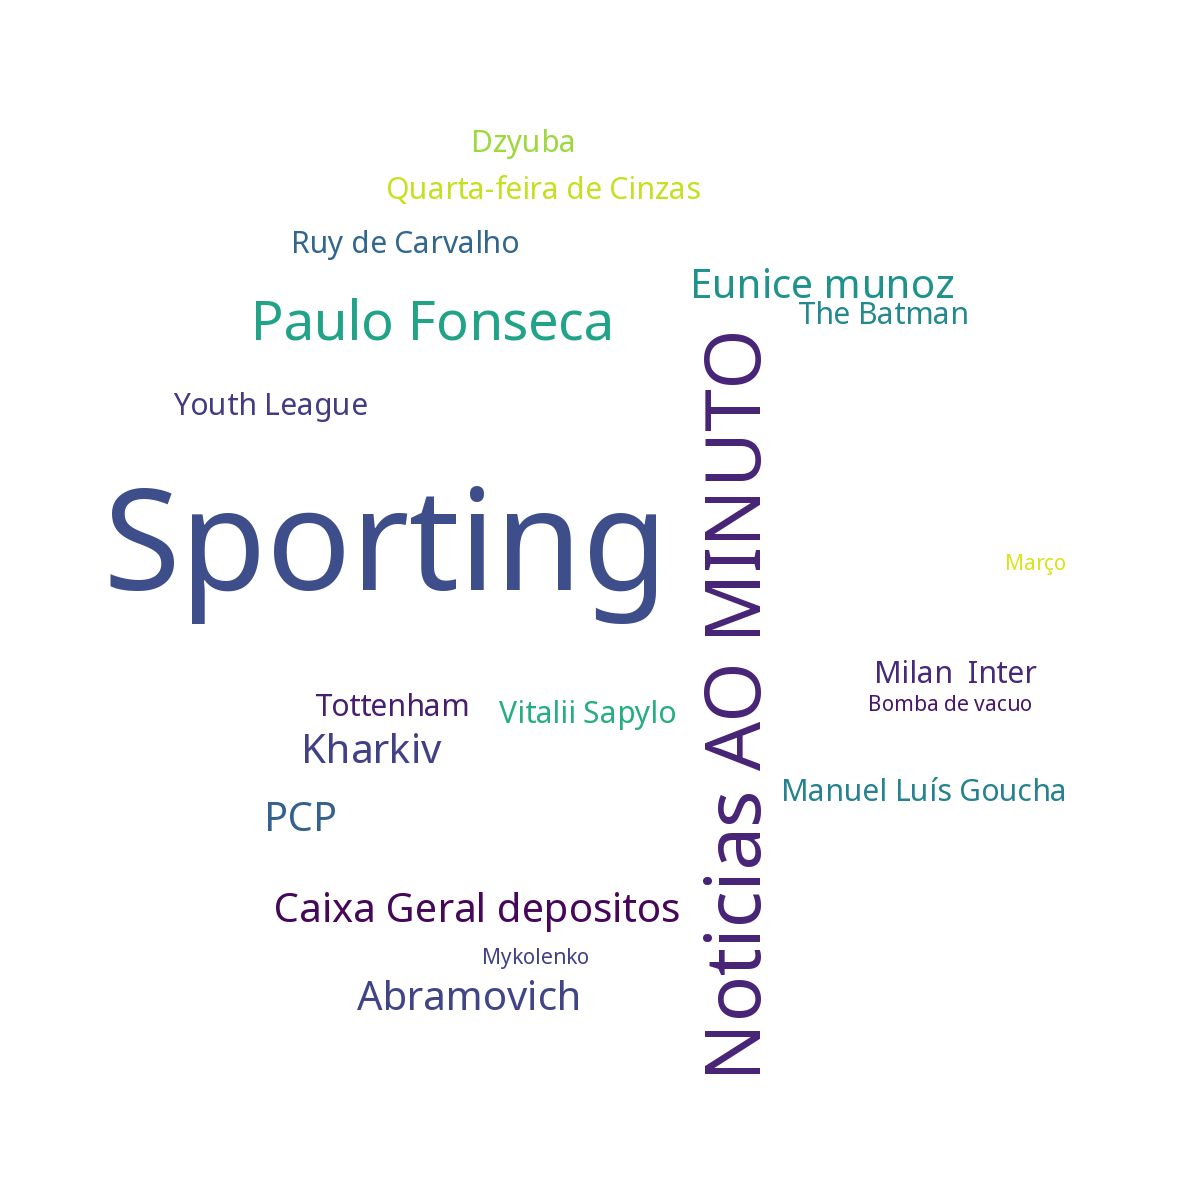 Dzyuba
Quarta-feira de Cinzas
Ruy de Carvalho
Eunice munoz
The Batman
Paulo Fonseca
Youth League
Sporting
Noticias AO MINUTO
Março
Milan  Inter
Bomba de vacuo
Tottenham
Vitalii Sapylo
Kharkiv
Manuel Luís Goucha
PCP
Caixa Geral depositos
Mykolenko
Abramovich